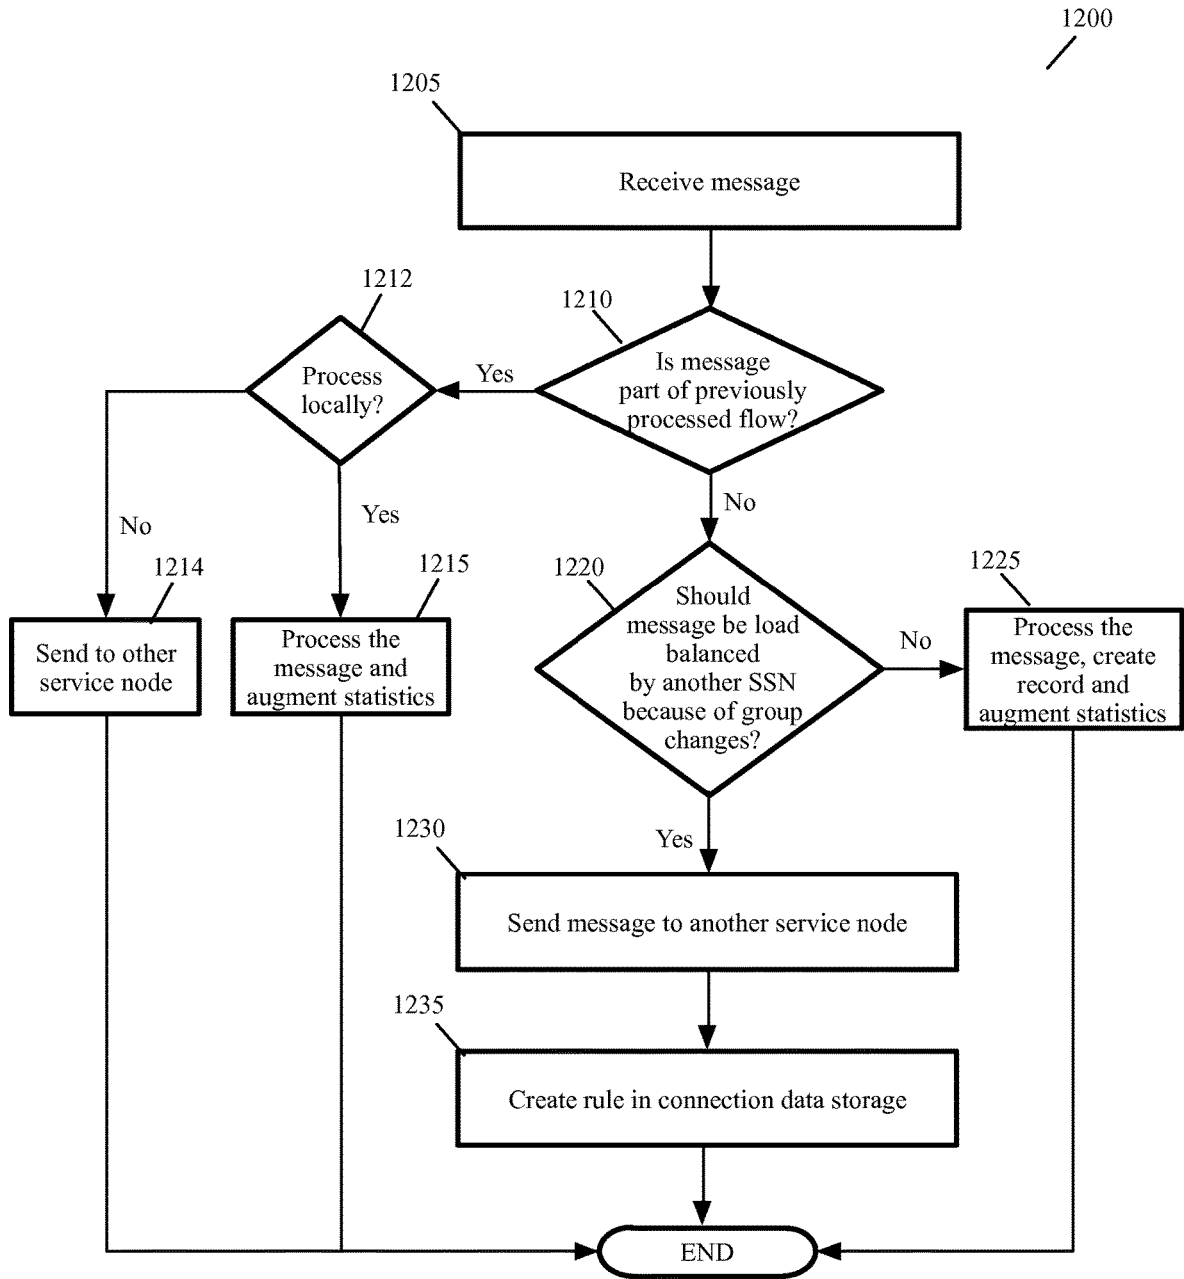 1200
1205
Receive message
1212
1210
Process
locally?
Yes
Is message
part of previously
processed flow?
No
Yes
No
1214
1215
1220
1225
Send to other
service node
Process the
message and
augment statistics
Should
message be load
balanced
by another SSN
because of group
changes?
No
Process the
message, create
record and
augment statistics
1230
Yes
Send message to another service node
1235
Create rule in connection data storage
END